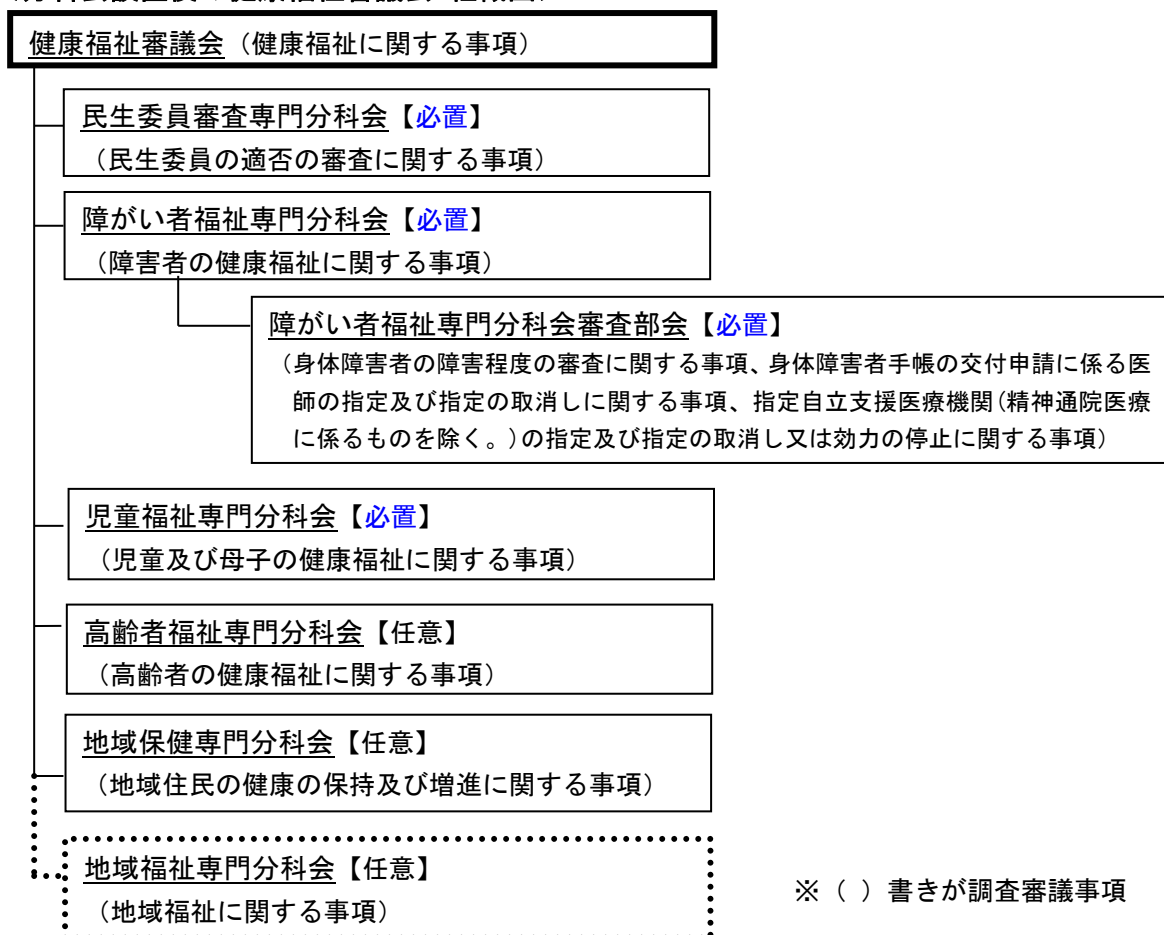 健康福祉審議会（健康福祉に関する事項）
民生委員審査専門分科会【必置】
（民生委員の適否の審査に関する事項）
障がい者福祉専門分科会【必置】
（障害者の健康福祉に関する事項）
障がい者福祉専門分科会審査部会【必置】
（身体障害者の障害程度の審査に関する事項、身体障害者手帳の交付申請に係る医
師の指定及び指定の取消しに関する事項、指定自立支援医療機関（精神通院医療
に係るものを除く。）の指定及び指定の取消し又は効力の停止に関する事項）
児童福祉専門分科会【必置】
（児童及び母子の健康福祉に関する事項）
高齢者福祉専門分科会【任意】
（高齢者の健康福祉に関する事項）
地域保健専門分科会【任意】
（地域住民の健康の保持及び増進に関する事項）
地域福祉専門分科会【任意】
（地域福祉に関する事項）
※（ ）書きが調査審議事項